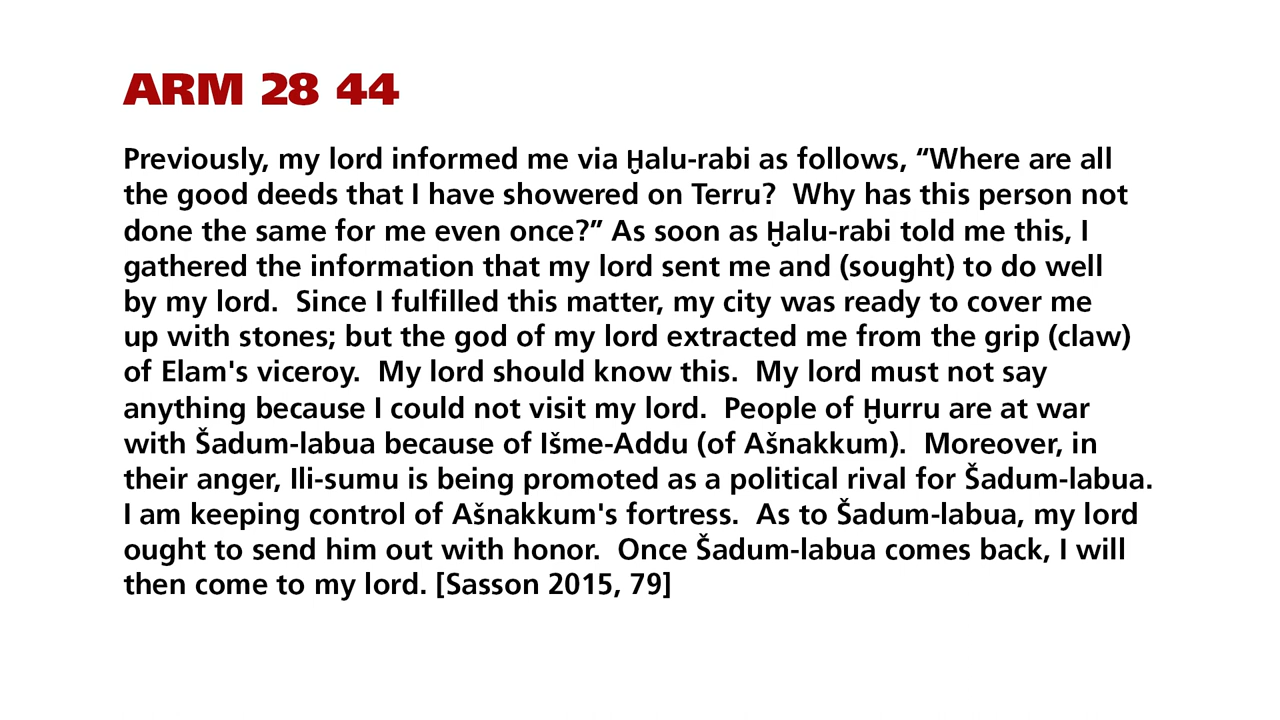 ARM 28 44
Previously, my lord informed me via Ḫalu-rabi as follows, “Where are all
the good deeds that I have showered on Terru?  Why has this person not
done the same for me even once?” As soon as Ḫalu-rabi told me this, I
gathered the information that my lord sent me and (sought) to do well
by my lord.  Since I fulfilled this matter, my city was ready to cover me
up with stones; but the god of my lord extracted me from the grip (claw)
of Elam's viceroy.  My lord should know this.  My lord must not say
anything because I could not visit my lord.  People of Ḫurru are at war
with Šadum-labua because of Išme-Addu (of Ašnakkum).  Moreover, in
their anger, Ili-sumu is being promoted as a political rival for Šadum-labua.
I am keeping control of Ašnakkum's fortress.  As to Šadum-labua, my lord
ought to send him out with honor.  Once Šadum-labua comes back, I will
then come to my lord. [Sasson 2015, 79]